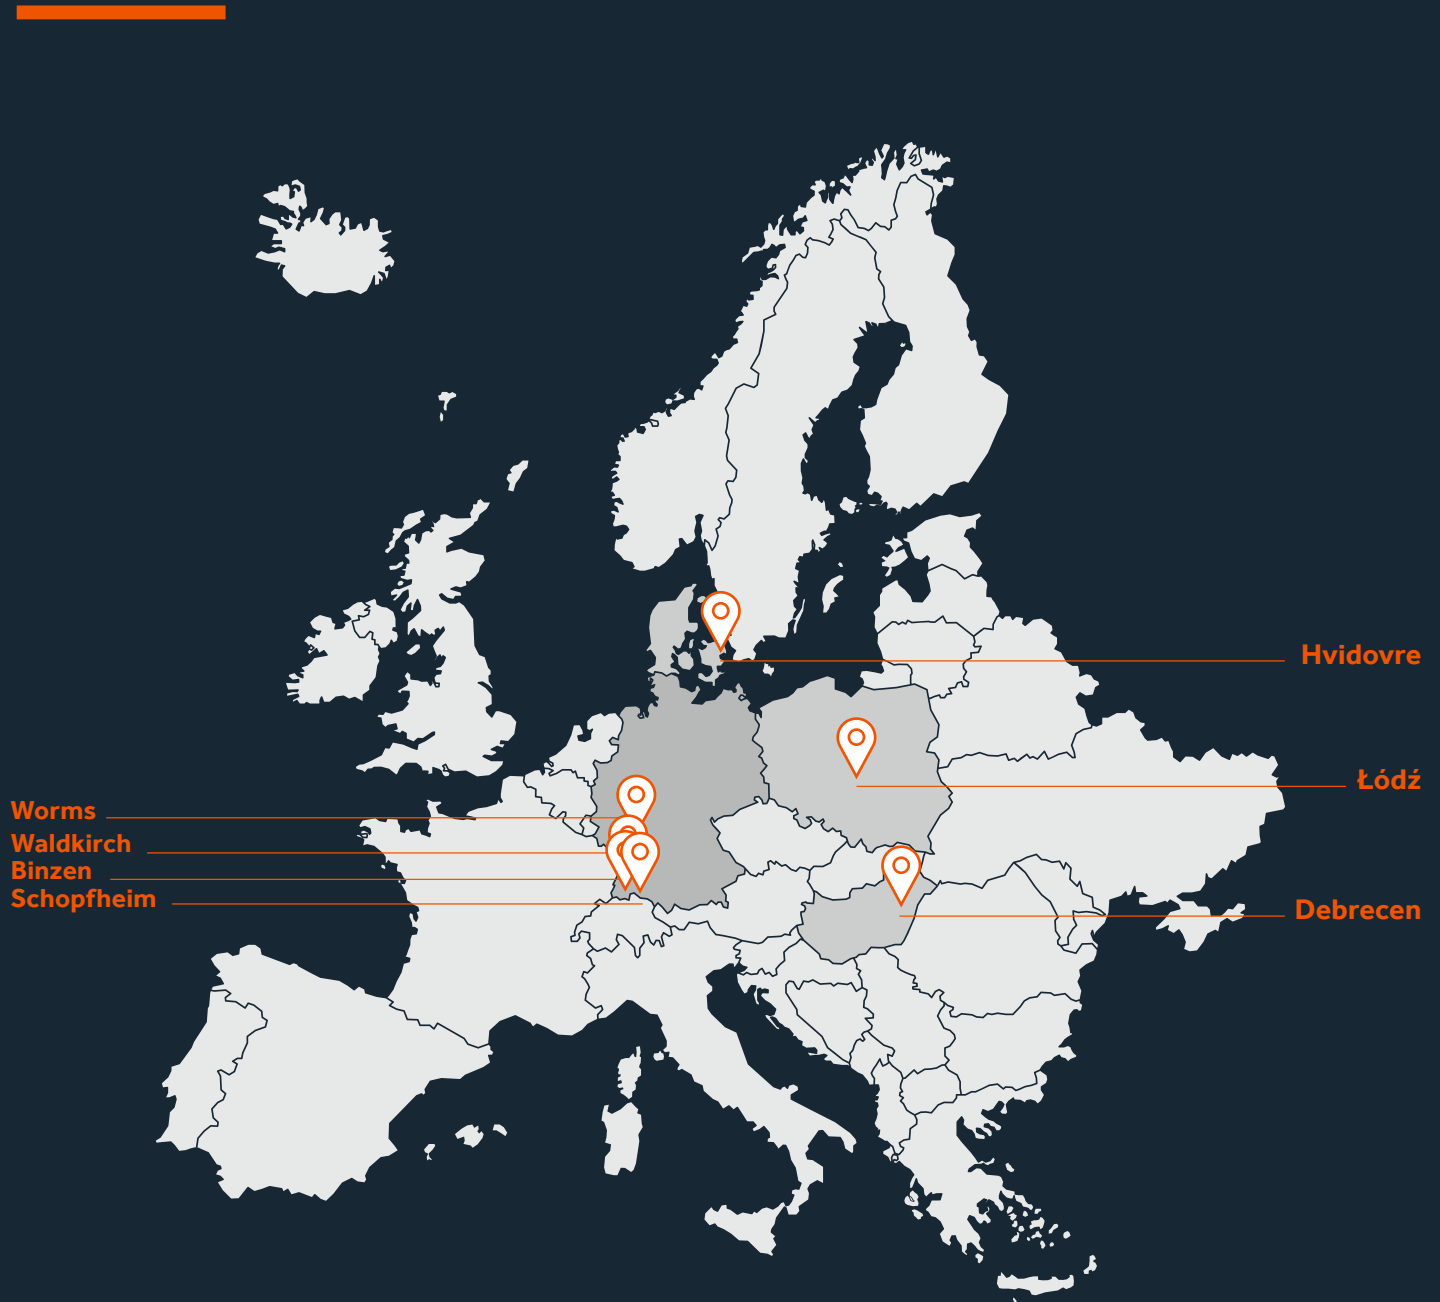 Hvidovre
Łódź
Worms
Waldkirch
Binzen
Schopfheim
Debrecen